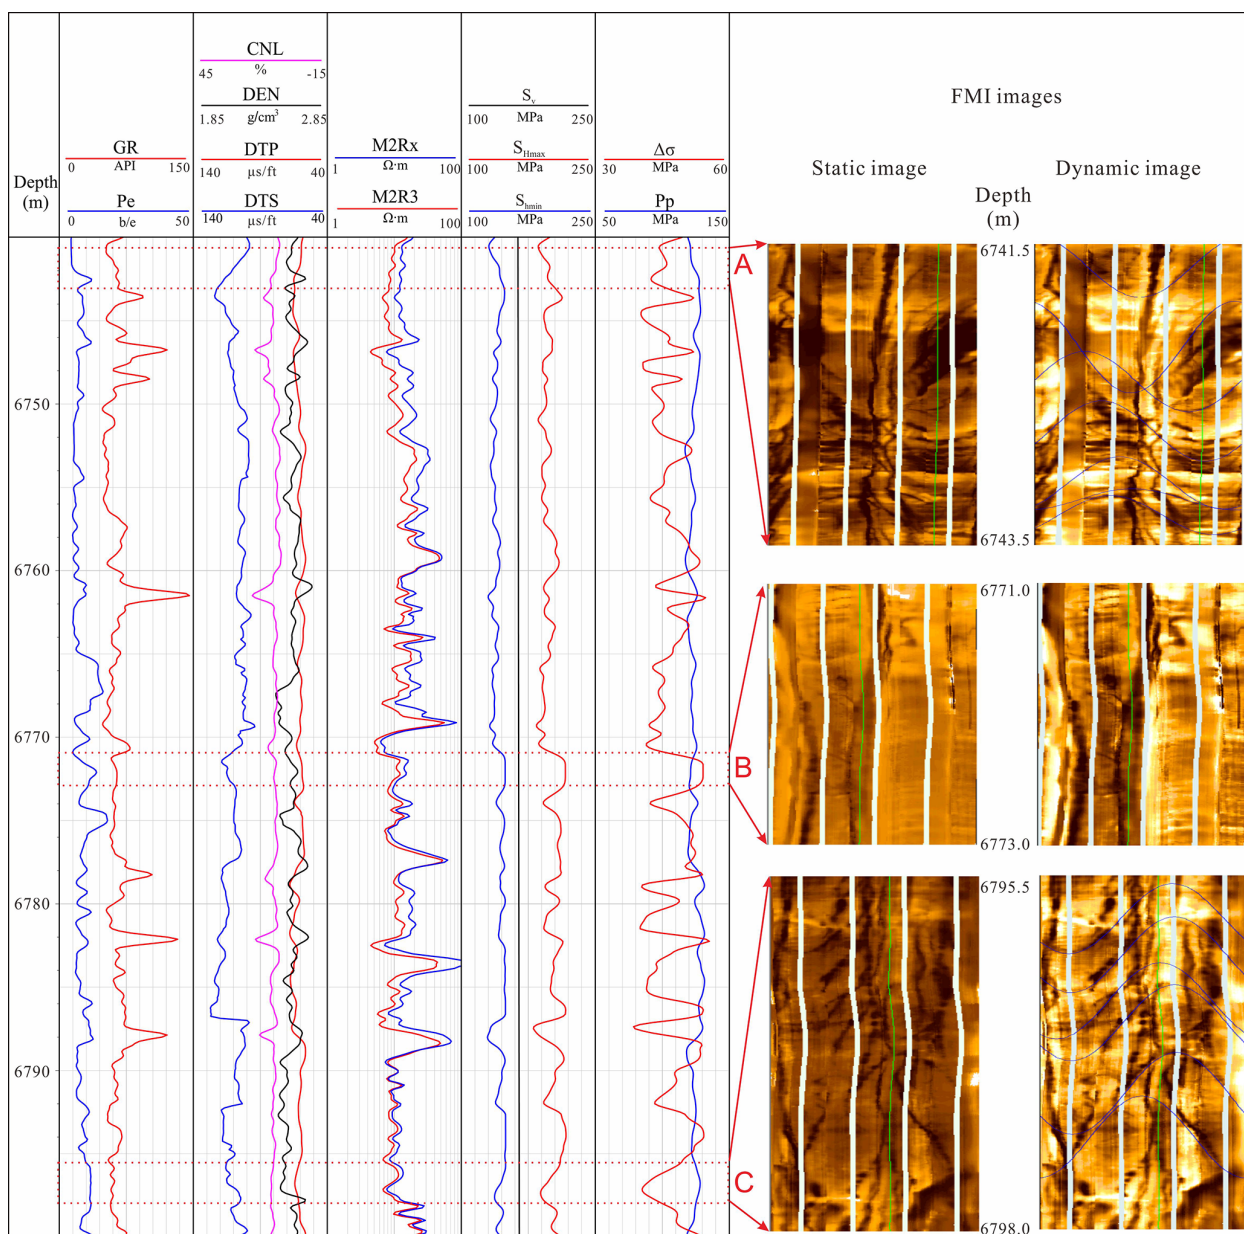 Depth
(m)
GR
0 API 150
Pe
0 b/e 50
CNL
45 % -15
DEN
1.85 g/cm³ 2.85
DTP
140 μs/ft 40
DTS
140 μs/ft 40
M2Rx
1 Ω·m 100
M2R3
1 Ω·m 100
Sv
100 MPa 250
SHmax
100 MPa 250
Shmin
100 MPa 250
Δσ
30 MPa 60
Pp
50 MPa 150
FMI images
Static image
Depth
(m)
Dynamic image
6750
6760
6770
6780
6790
A
B
C
6741.5
6743.5
6771.0
6773.0
6795.5
6798.0